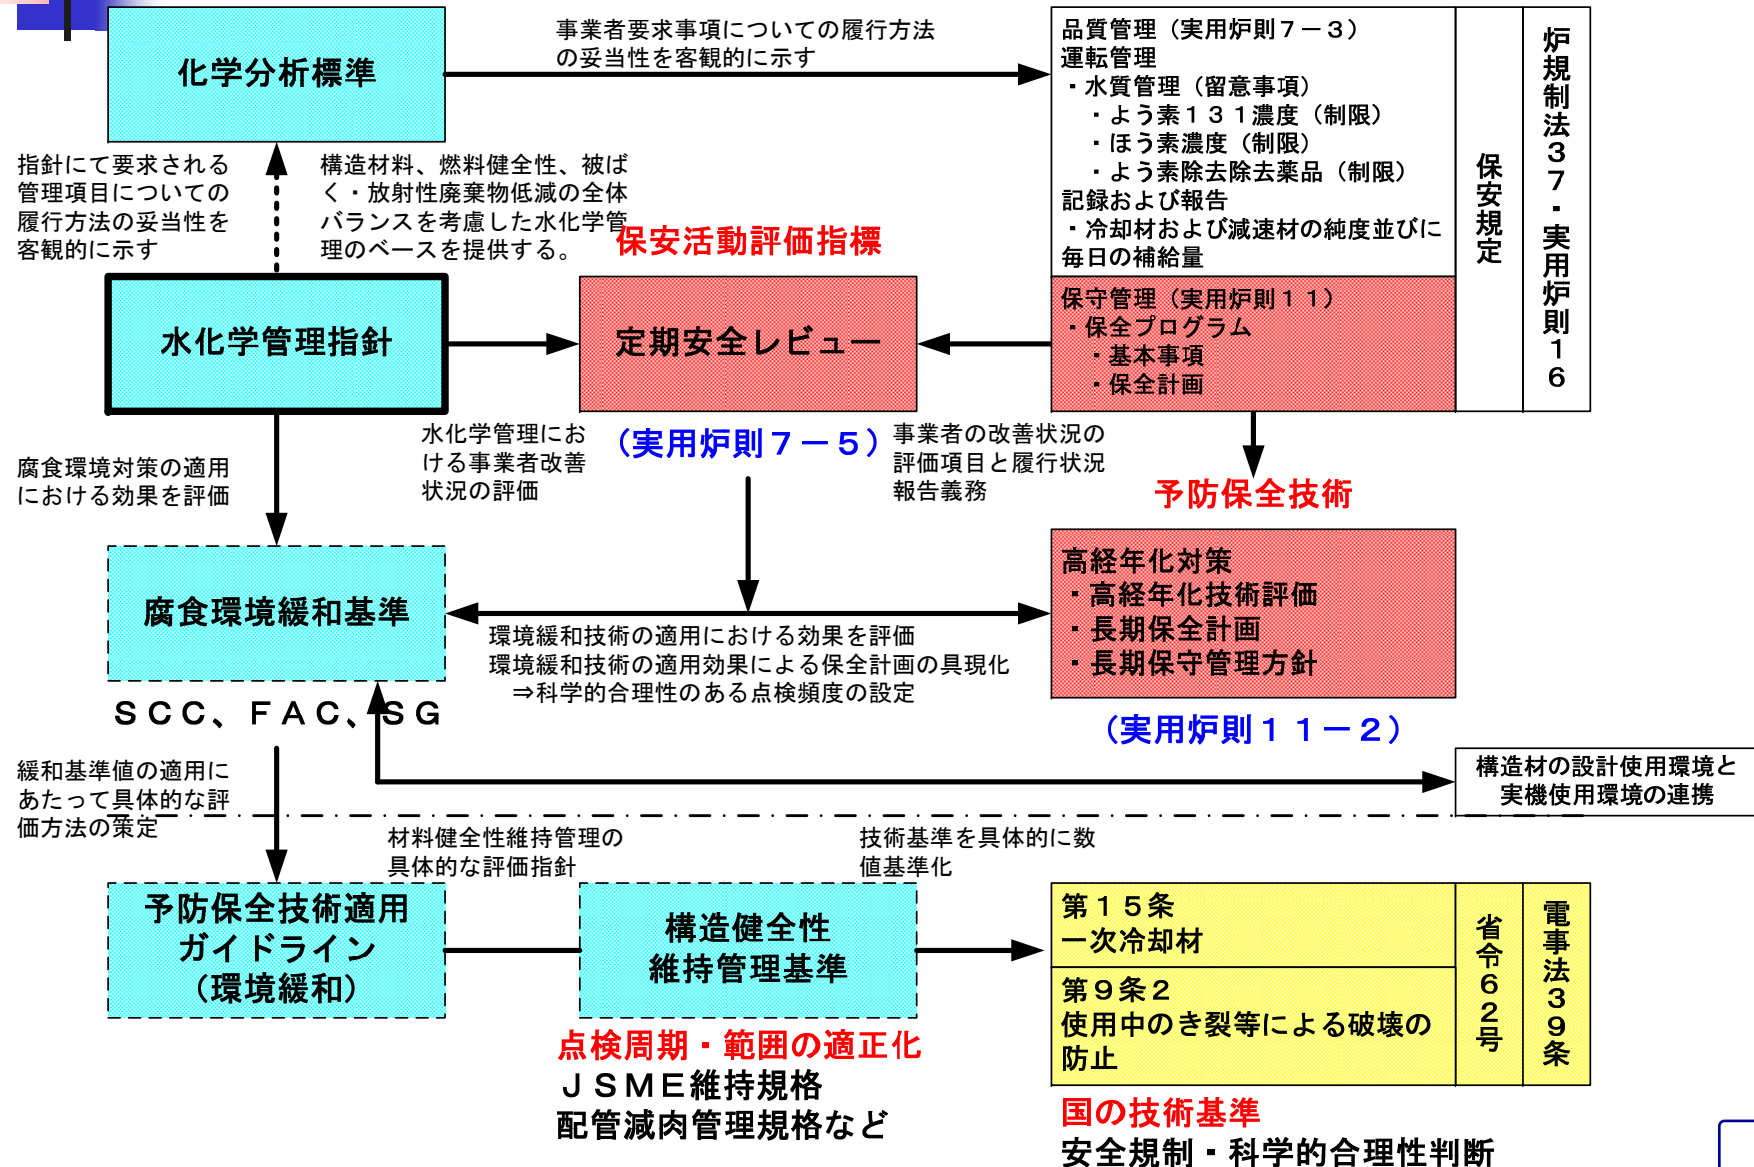 化学分析標準
事業者要求事項についての履行方法
の妥当性を客観的に示す
品質管理（実用炉則７－３）
運転管理
・水質管理（留意事項）
・よう素１３１濃度（制限）
・ほう素濃度（制限）
・よう素除去除去薬品（制限）
記録および報告
・冷却材および減速材の純度並びに
毎日の補給量
保安規定
炉規制法３７・実用炉則１６
指針にて要求される
管理項目についての
履行方法の妥当性を
客観的に示す
構造材料、燃料健全性、被ば
く・放射性廃棄物低減の全体
バランスを考慮した水化学管
理のベースを提供する。
保安活動評価指標
水化学管理指針
定期安全レビュー
保守管理（実用炉則１１）
・保全プログラム
・基本事項
・保全計画
腐食環境対策の適用
における効果を評価
水化学管理にお
ける事業者改善
状況の評価
（実用炉則７－５）
事業者の改善状況の
評価項目と履行状況
報告義務
予防保全技術
腐食環境緩和基準
環境緩和技術の適用における効果を評価
環境緩和技術の適用効果による保全計画の具現化
⇒科学的合理性のある点検頻度の設定
高経年化対策
・高経年化技術評価
・長期保全計画
・長期保守管理方針
ＳＣＣ、ＦＡＣ、ＳＧ
（実用炉則１１－２）
緩和基準値の適用に
あたって具体的な評
価方法の策定
構造材の設計使用環境と
実機使用環境の連携
材料健全性維持管理の
具体的な評価指針
技術基準を具体的に数
値基準化
予防保全技術適用
ガイドライン
（環境緩和）
構造健全性
維持管理基準
第１５条
一次冷却材
第９条２
使用中のき裂等による破壊の
防止
省令６２号
電事法３９条
点検周期・範囲の適正化
ＪＳＭＥ維持規格
配管減肉管理規格など
国の技術基準
安全規制・科学的合理性判断